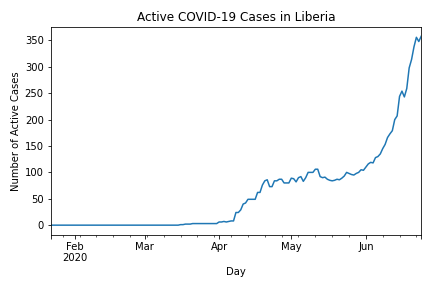 Active COVID-19 Cases in Liberia
Number of Active Cases
350
300
250
200
150
100
50
0
Feb Mar Apr May Jun
2020
Day